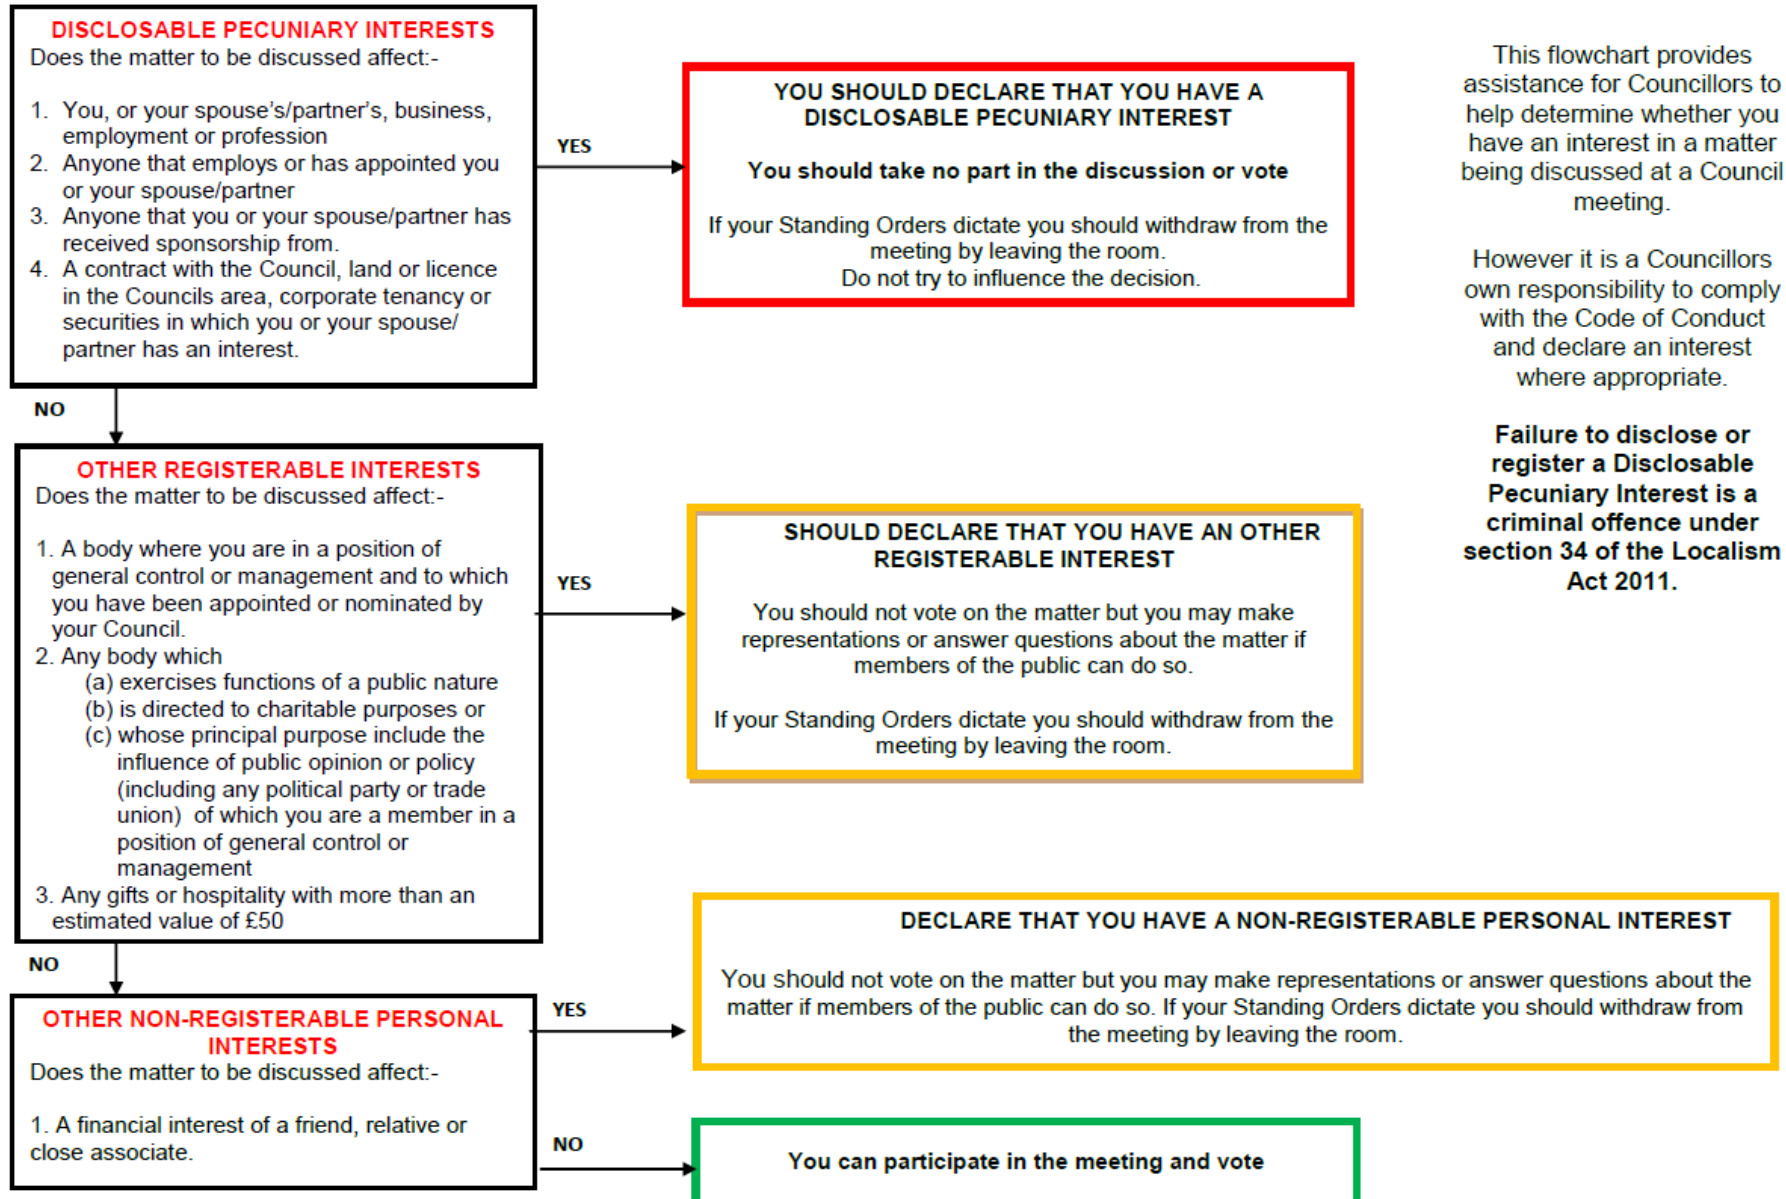 DISCLOSABLE PECUNIARY INTERESTS
Does the matter to be discussed affect:-
1. You, or your spouse's/partner's, business,
employment or profession
2. Anyone that employs or has appointed you
or your spouse/partner
3. Anyone that you or your spouse/partner has
received sponsorship from.
4. A contract with the Council, land or licence
in the Councils area, corporate tenancy or
securities in which you or your spouse/
partner has an interest.
YES
YOU SHOULD DECLARE THAT YOU HAVE A
DISCLOSABLE PECUNIARY INTEREST
You should take no part in the discussion or vote
If your Standing Orders dictate you should withdraw from the
meeting by leaving the room.
Do not try to influence the decision.
This flowchart provides
assistance for Councillors to
help determine whether you
have an interest in a matter
being discussed at a Council
meeting.
However it is a Councillors
own responsibility to comply
with the Code of Conduct
and declare an interest
where appropriate.
Failure to disclose or
register a Disclosable
Pecuniary Interest is a
criminal offence under
section 34 of the Localism
Act 2011.
NO
OTHER REGISTERABLE INTERESTS
Does the matter to be discussed affect:-
1. A body where you are in a position of
general control or management and to which
you have been appointed or nominated by
your Council.
2. Any body which
(a) exercises functions of a public nature
(b) is directed to charitable purposes or
(c) whose principal purpose include the
influence of public opinion or policy
(including any political party or trade
union) of which you are a member in a
position of general control or
management
3. Any gifts or hospitality with more than an
estimated value of £50
YES
SHOULD DECLARE THAT YOU HAVE AN OTHER
REGISTERABLE INTEREST
You should not vote on the matter but you may make
representations or answer questions about the matter if
members of the public can do so.
If your Standing Orders dictate you should withdraw from the
meeting by leaving the room.
NO
OTHER NON-REGISTERABLE PERSONAL
INTERESTS
Does the matter to be discussed affect:-
1. A financial interest of a friend, relative or
close associate.
YES
DECLARE THAT YOU HAVE A NON-REGISTERABLE PERSONAL INTEREST
You should not vote on the matter but you may make representations or answer questions about the
matter if members of the public can do so. If your Standing Orders dictate you should withdraw from
the meeting by leaving the room.
NO
You can participate in the meeting and vote